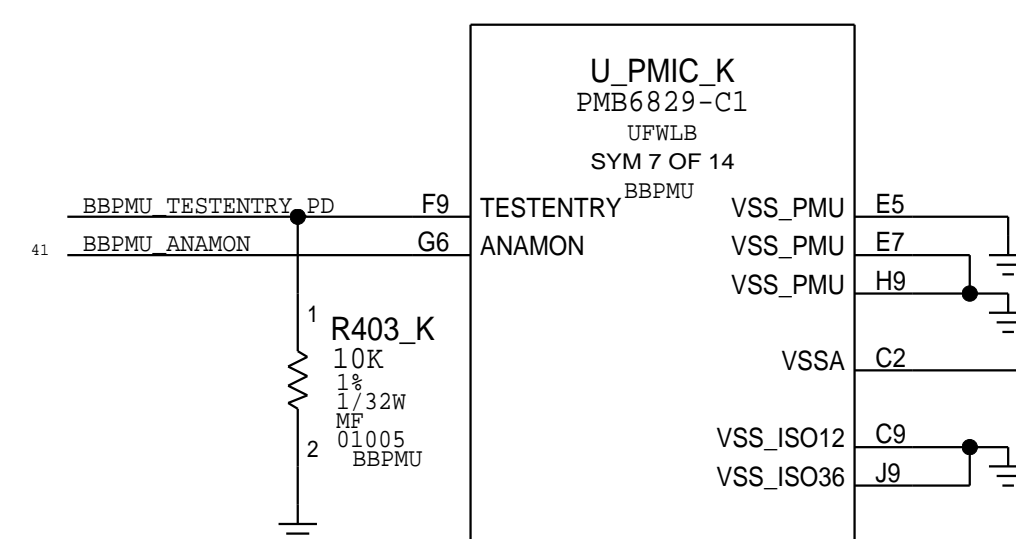 U_PMIC_K
PMB6829-C1
UFWLB
SYM 7 OF 14
BBPMU
BBPMU_TESTENTRY_PD F9 TESTENTRY VSS_PMU E5
41 BBPMU_ANAMON G6 ANAMON VSS_PMU E7
VSS_PMU H9
1
R403_K
10K
1%
1/32W
MF
01005
BBPMU
2
VSSA C2
VSS_ISO12 C9
VSS_ISO36 J9